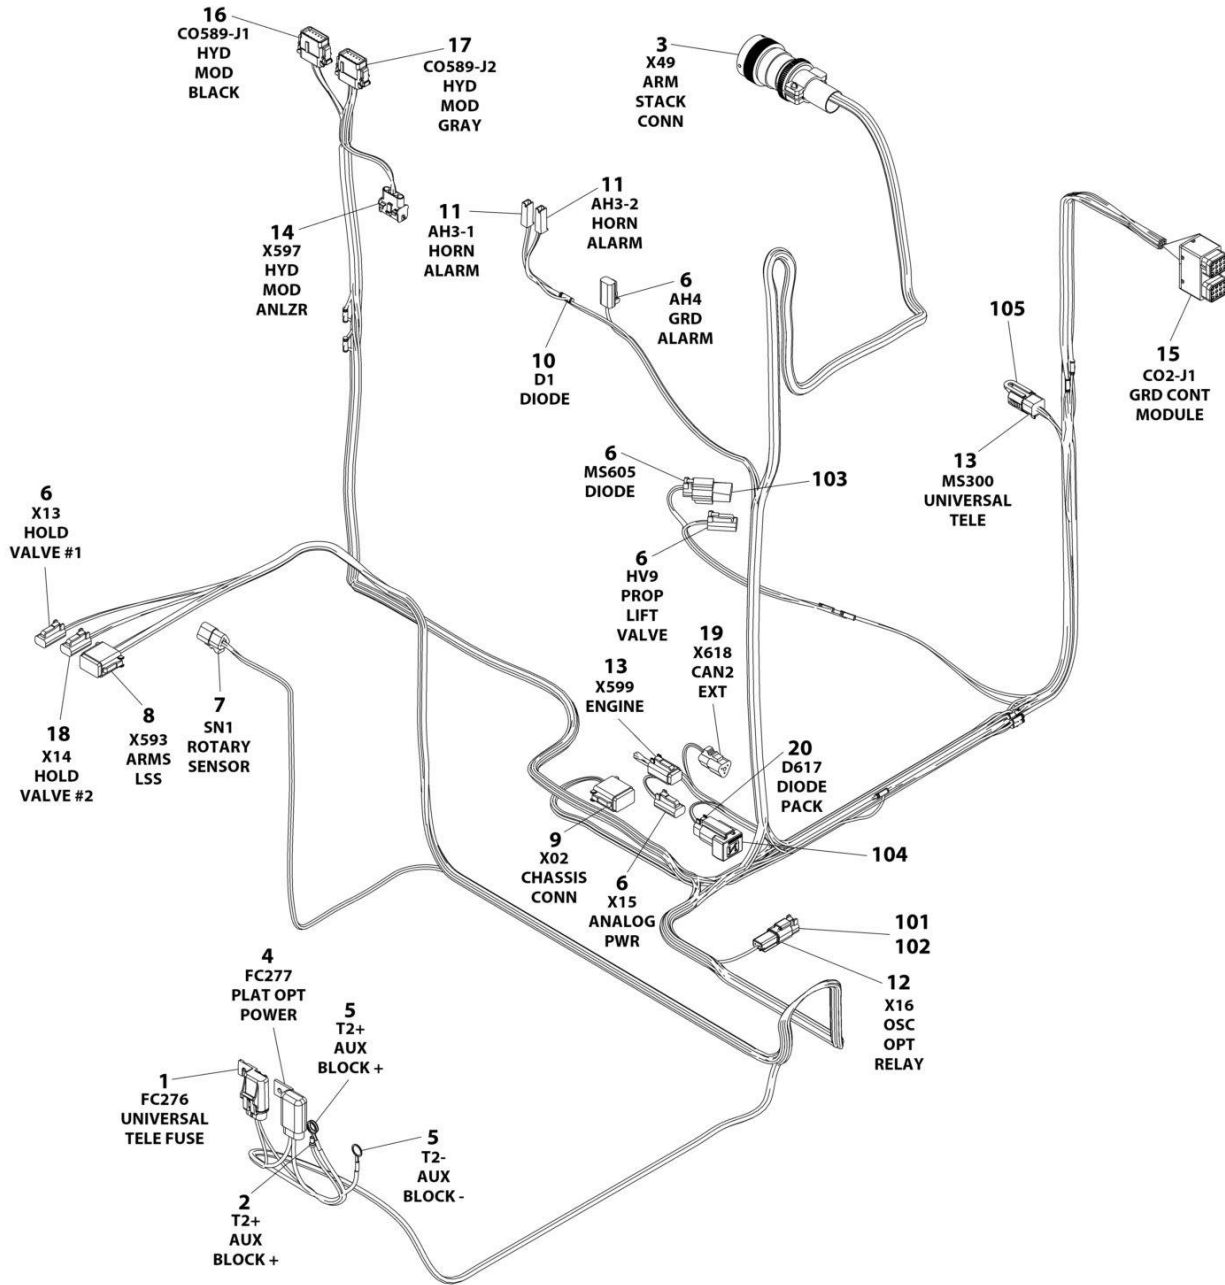 16
CO589-J1
HYD
MOD
BLACK
17
CO589-J2
HYD
MOD
GRAY
3
X49
ARM
STACK
CONN
14
X597
HYD
MOD
ANLZR
11
AH3-1
HORN
ALARM
11
AH3-2
HORN
ALARM
6
AH4
GRD
ALARM
10
D1
DIODE
105
15
CO2-J1
GRD CONT
MODULE
13
MS300
UNIVERSAL
TELE
6
MS605
DIODE
103
6
HV9
PROP
LIFT
VALVE
6
X13
HOLD
VALVE #1
18
X14
HOLD
VALVE #2
8
X593
ARMS
LSS
7
SN1
ROTARY
SENSOR
13
X599
ENGINE
19
X618
CAN2
EXT
20
D617
DIODE
PACK
104
9
X02
CHASSIS
CONN
6
X15
ANALOG
PWR
101
102
12
X16
OSC
OPT
RELAY
4
FC277
PLAT OPT
POWER
5
T2+
AUX
BLOCK +
1
FC276
UNIVERSAL
TELE FUSE
5
T2-
AUX
BLOCK -
2
T2+
AUX
BLOCK +